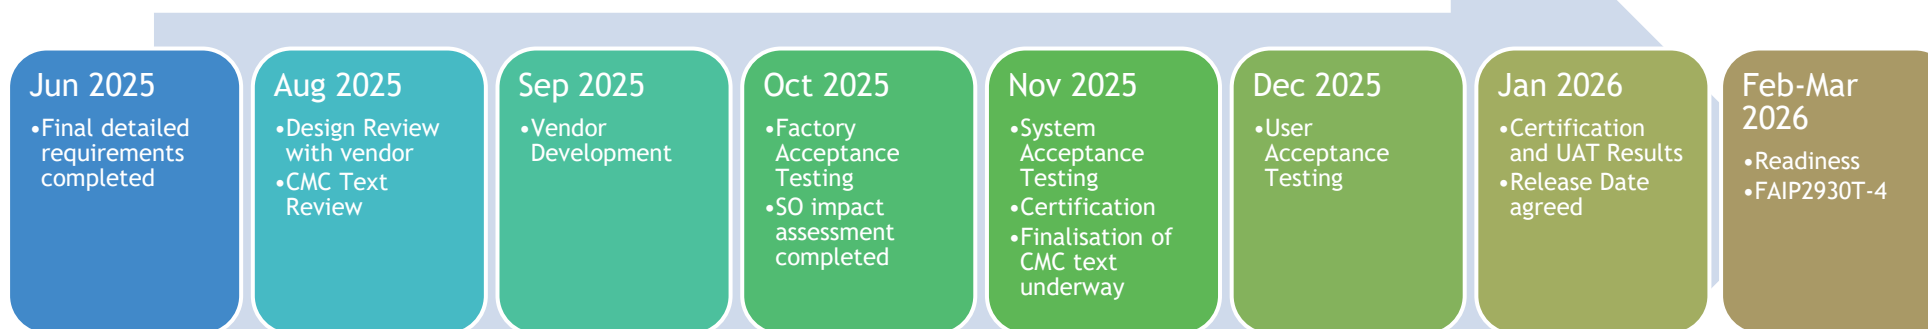 Jun 2025
•Final detailed
requirements
completed
Aug 2025
•Design Review
with vendor
•CMC Text
Review
Sep 2025
•Vendor
Development
Oct 2025
•Factory
Acceptance
Testing
•SO impact
assessment
completed
Nov 2025
•System
Acceptance
Testing
•Certification
•Finalisation of
CMC text
underway
Dec 2025
•User
Acceptance
Testing
Jan 2026
•Certification
and UAT Results
•Release Date
agreed
Feb-Mar
2026
•Readiness
•FAIP2930T-4